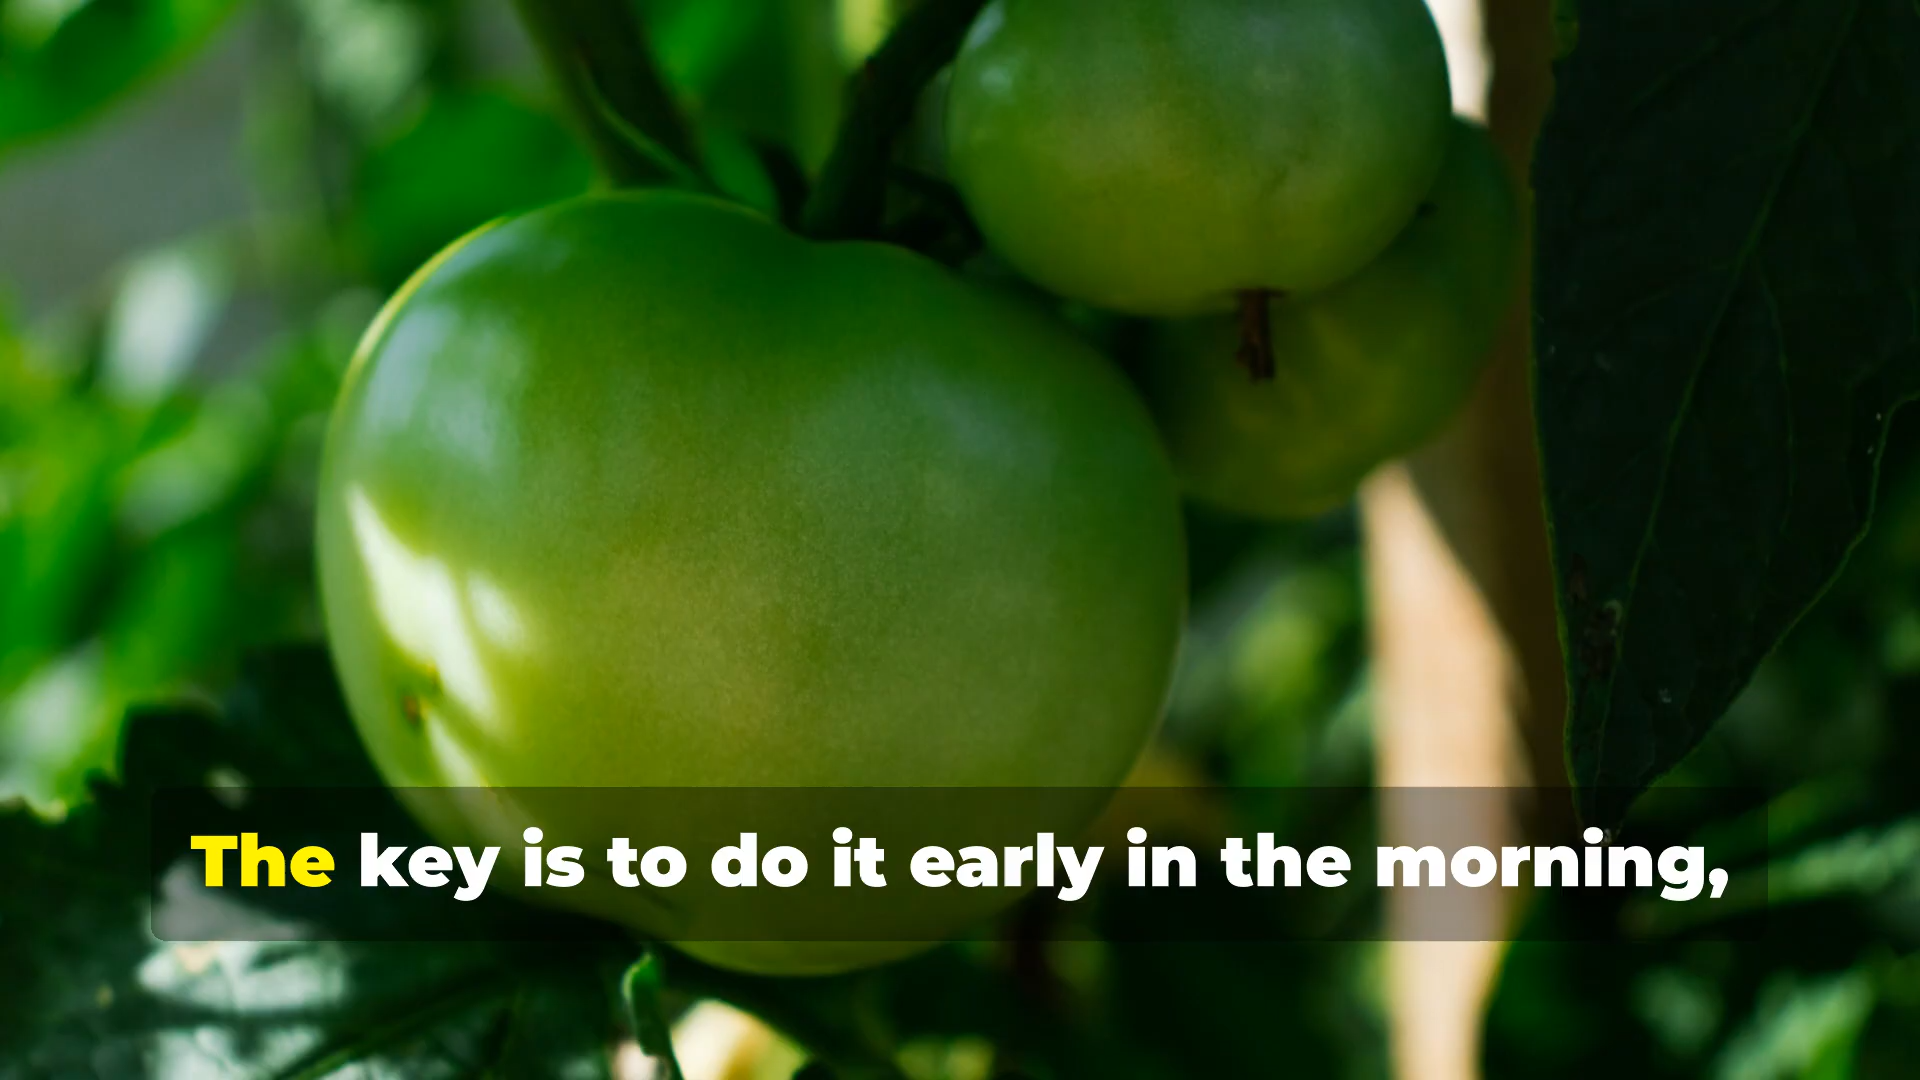 The key is to do it early in the morning,